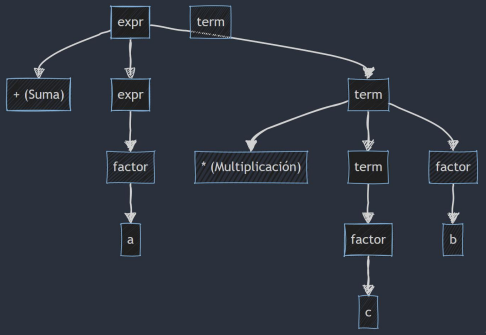 expr
term
+ (Suma)
expr
term
factor
* (Multiplicación)
term
factor
a
factor
b
c